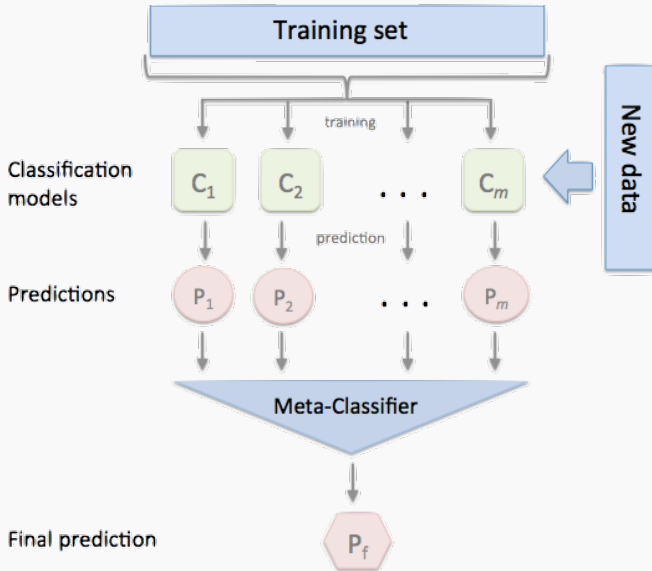 Training set
training
New data
Classification
models
C1
C2
. . .
Cm
prediction
Predictions
P1
P2
. . .
Pm
Meta-Classifier
Final prediction
Pf